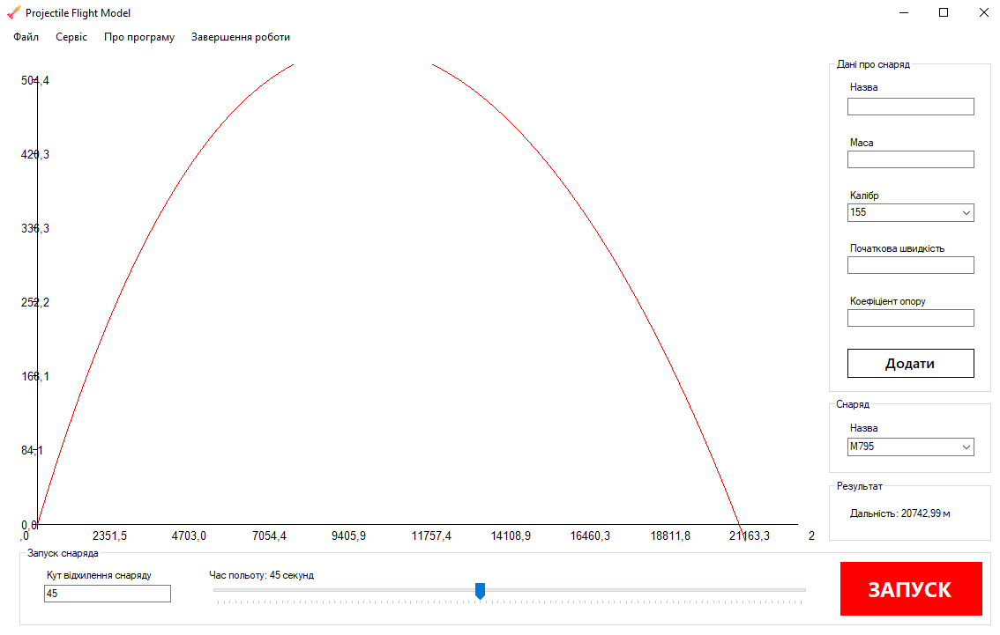 Projectile Flight Model
Файл Сервіс Про програму Завершення роботи
504,4
420,3
336,3
252,2
168,1
84,1
0,0
,0 2351,5 4703,0 7054,4 9405,9 11757,4 14108,9 16460,3 18811,8 21163,3 2
Дані про снаряд
Назва
Маса
Калібр
155
Початкова швидкість
Коефіцієнт опору
Додати
Снаряд
Назва
M795
Результат
Дальність: 20742,99 м
Запуск снаряда
Кут відхилення снаряду
45
Час польоту: 45 секунд
ЗАПУСК